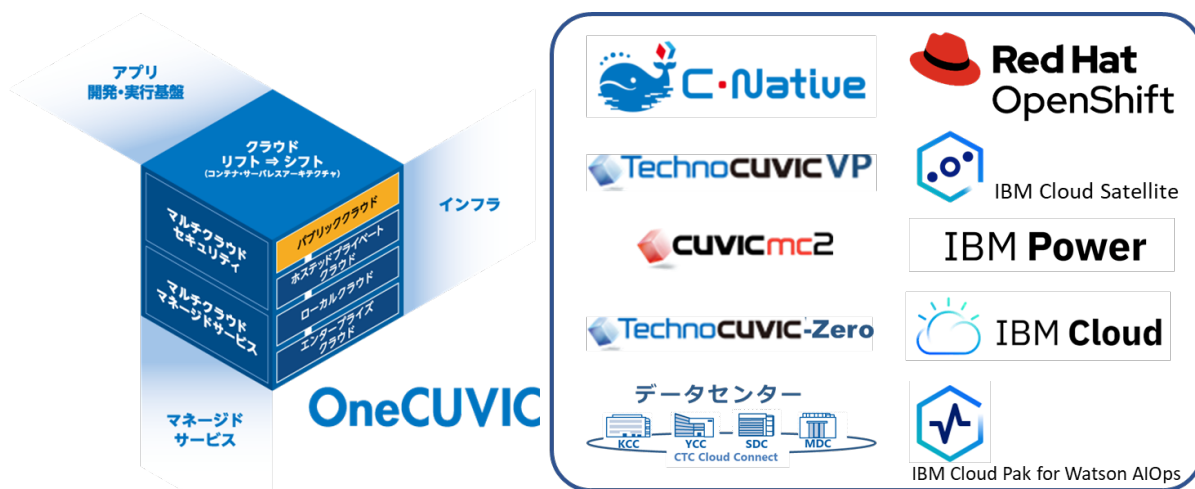 アプリ
開発・実行基盤
クラウド
リフト ⇒ シフト
(コンテナ・サーバレスアーキテクチャ)
マルチクラウド
セキュリティ
マルチクラウド
マネージドサービス
パブリッククラウド
ホステッドプライベート
クラウド
ローカルクラウド
エンタープライズ
クラウド
インフラ
マネージド
サービス
OneCUVIC
C・Native
TechnoCUVIC VP
cuvicmc2
TechnoCUVIC-Zero
データセンター
KCC YCC SDC MDC
CTC Cloud Connect
Red Hat
OpenShift
IBM Cloud Satellite
IBM Power
IBM Cloud
IBM Cloud Pak for Watson AIOps